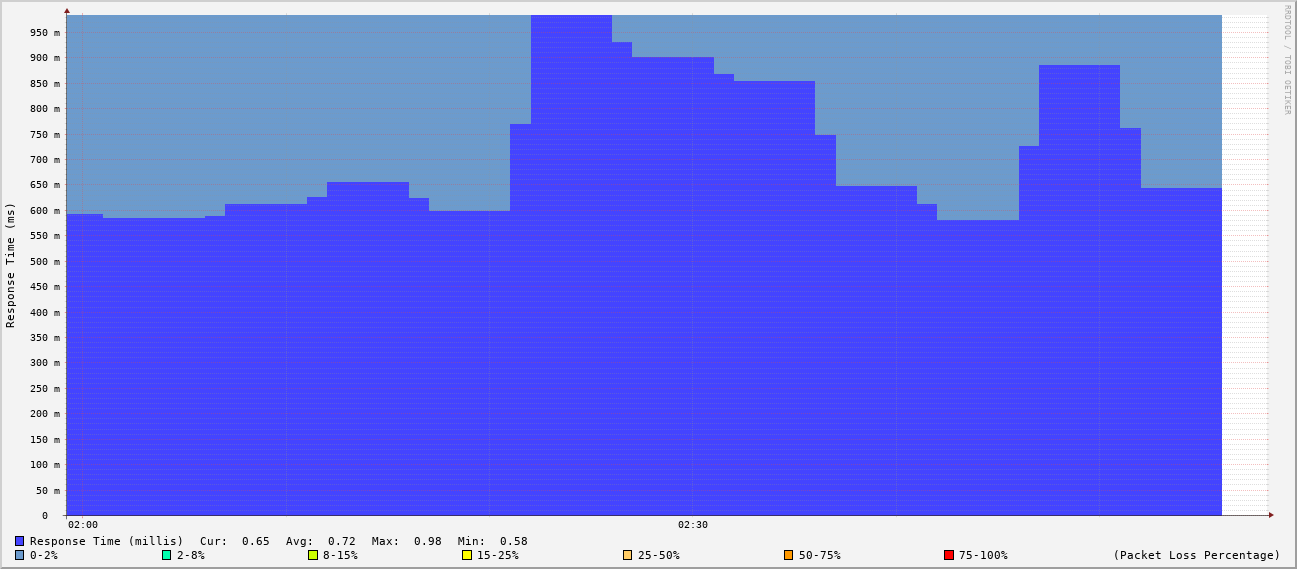 RRDTOOL / TOBI OETIKER
Response Time (ms)
950 m
900 m
850 m
800 m
750 m
700 m
650 m
600 m
550 m
500 m
450 m
400 m
350 m
300 m
250 m
200 m
150 m
100 m
50 m
0
02:00 02:30
Response Time (millis) Cur: 0.65 Avg: 0.72 Max: 0.98 Min: 0.58
0-2% 2-8% 8-15% 15-25% 25-50% 50-75% 75-100% (Packet Loss Percentage)